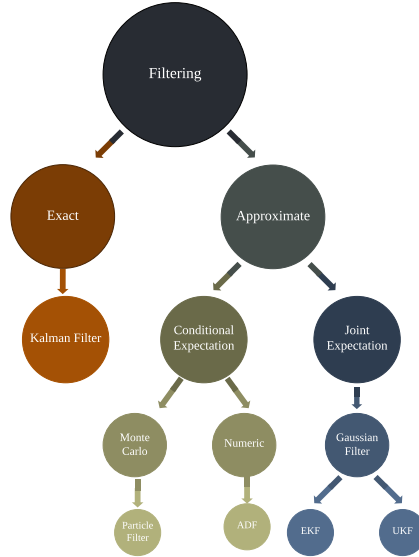 Filtering
Exact
Approximate
Kalman Filter
Conditional
Expectation
Joint
Expectation
Monte
Carlo
Numeric
Gaussian
Filter
Particle
Filter
ADF
EKF
UKF